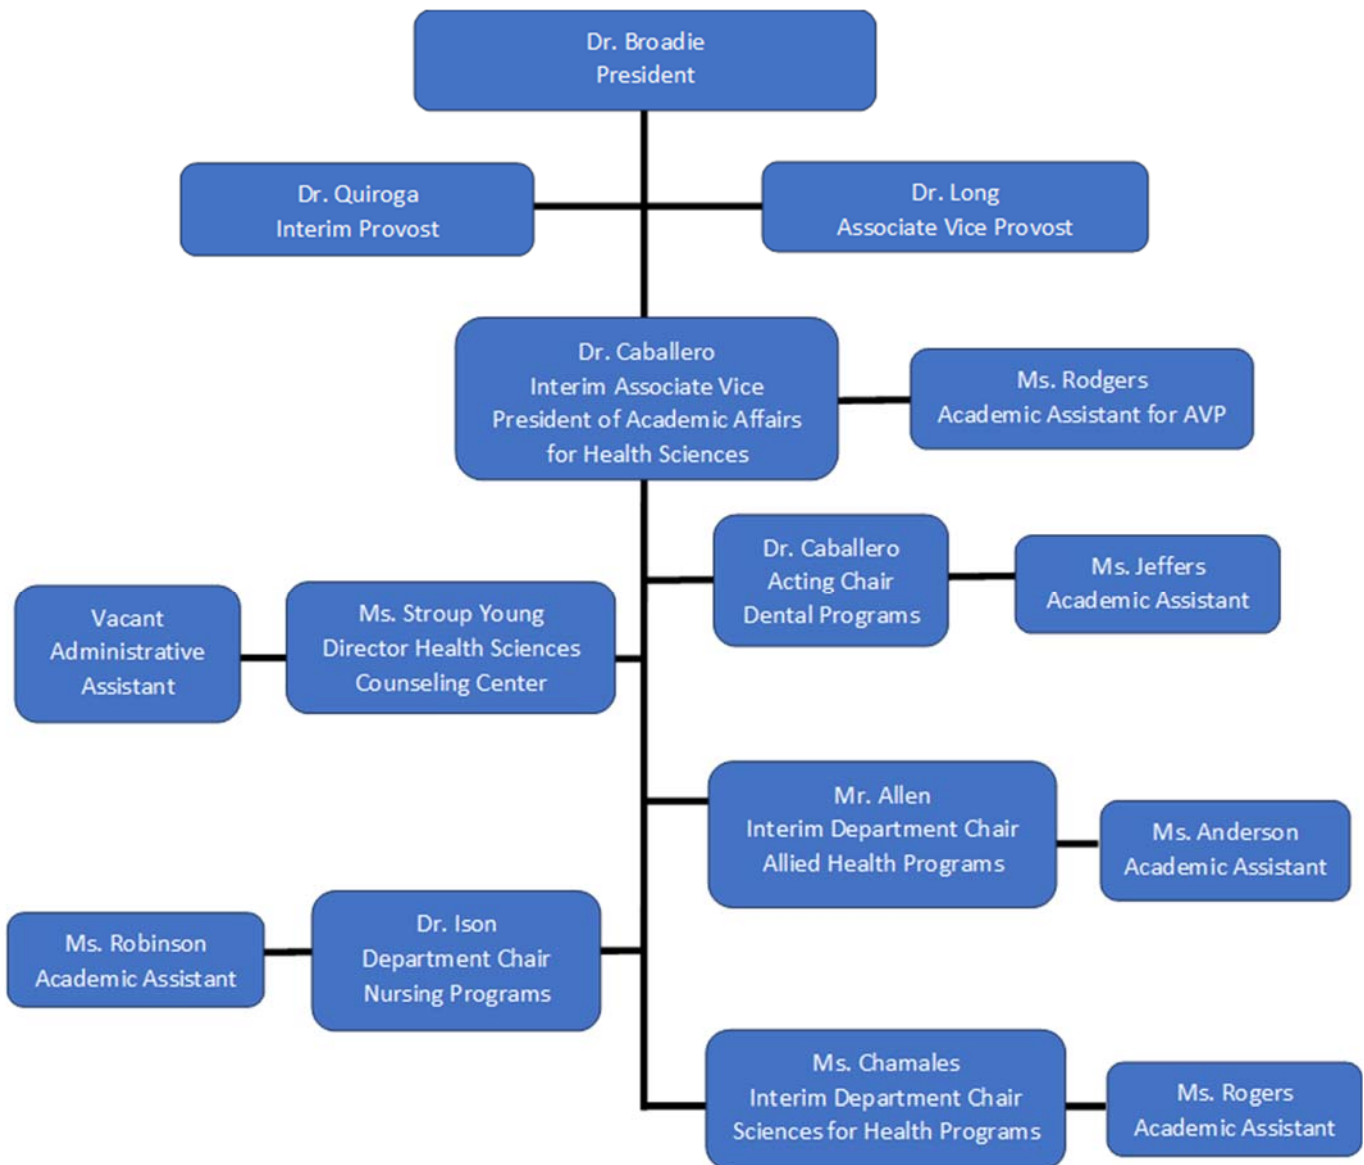 Dr. Broadie
President
Dr. Quiroga
Interim Provost
Dr. Long
Associate Vice Provost
Dr. Caballero
Interim Associate Vice
President of Academic Affairs
for Health Sciences
Ms. Rodgers
Academic Assistant for AVP
Dr. Caballero
Acting Chair
Dental Programs
Ms. Jeffers
Academic Assistant
Vacant
Administrative
Assistant
Ms. Stroup Young
Director Health Sciences
Counseling Center
Mr. Allen
Interim Department Chair
Allied Health Programs
Ms. Anderson
Academic Assistant
Ms. Robinson
Academic Assistant
Dr. Ison
Department Chair
Nursing Programs
Ms. Chamales
Interim Department Chair
Sciences for Health Programs
Ms. Rogers
Academic Assistant